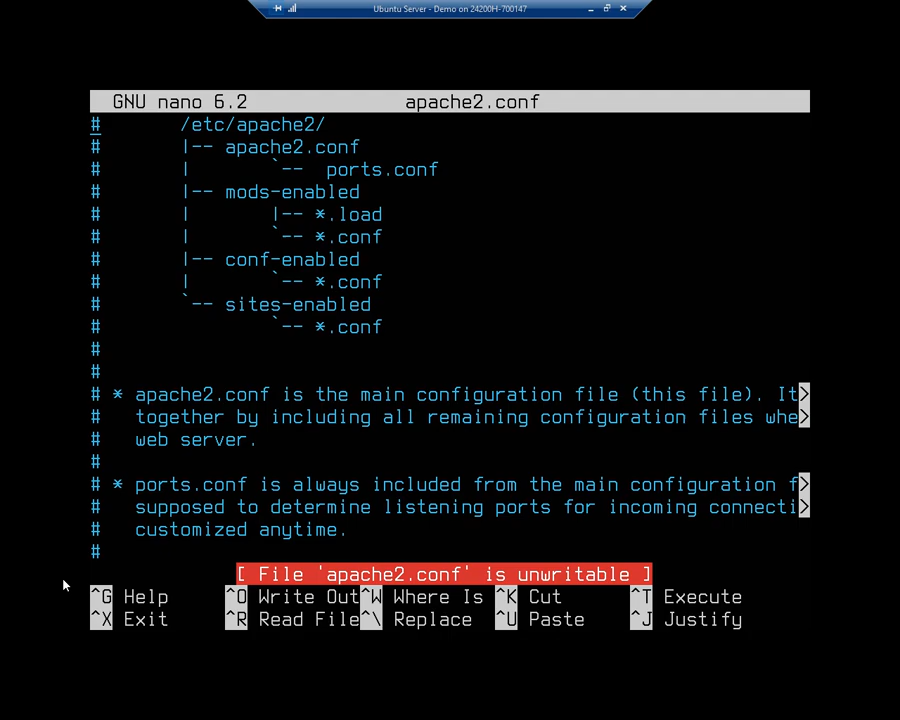 Ubuntu Server - Demo on 24200H-700147
GNU nano 6.2 apache2.conf
# /etc/apache2/
# |-- apache2.conf
# | `-- ports.conf
# |-- mods-enabled
# | |-- *.load
# | `-- *.conf
# |-- conf-enabled
# | `-- *.conf
# `-- sites-enabled
# `-- *.conf
#
#
# * apache2.conf is the main configuration file (this file). It>
# together by including all remaining configuration files whe>
# web server.
#
# * ports.conf is always included from the main configuration f>
# supposed to determine listening ports for incoming connecti>
# customized anytime.
#
[ File 'apache2.conf' is unwritable ]
^G Help ^O Write Out ^W Where Is ^K Cut ^T Execute
^X Exit ^R Read File ^\ Replace ^U Paste ^J Justify